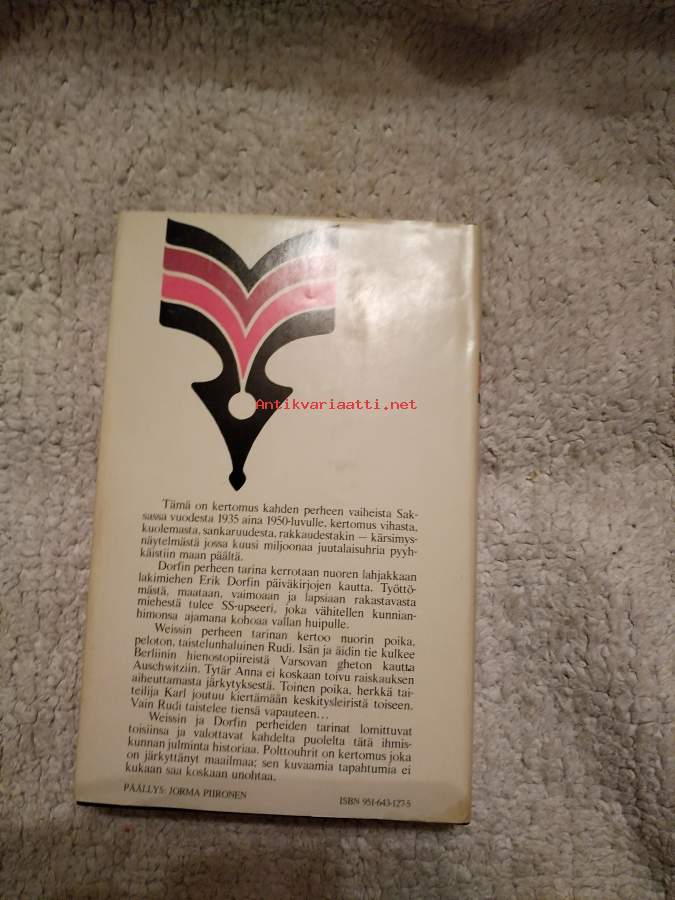 Antikvariaatti.net
Tämä on kertomus kahden perheen vaiheista Sak-
sassa vuodesta 1935 aina 1950-luvulle, kertomus vihasta,
kuolemasta, sankaruudesta, rakkaudestakin — kärsimys-
näytelmästä jossa kuusi miljoonaa juutalaisuhria pyyh-
käistiin maan päältä.
Dorfin perheen tarina kerrotaan nuoren lahjakkaan
lakimiehen Erik Dorfin päiväkirjojen kautta. Työttö-
mästä, maataan, vaimoaan ja lapsiaan rakastavasta
miehestä tulee SS-upseeri, joka vähitellen kunnian-
himonsa ajamana kohoaa vallan huipulle.
Weissin perheen tarinan kertoo nuorin poika,
peloton, taistelunhaluinen Rudi. Isän ja äidin tie kulkee
Berliinin hienostopiireistä Varsovan gheton kautta
Auschwitziin. Tytär Anna ei koskaan toivu raiskauksen
aiheuttamasta järkytyksestä. Toinen poika, herkkä tai-
teilija Karl joutuu kiertämään keskitysleiristä toiseen.
Vain Rudi taistelee tiensä vapauteen...
Weissin ja Dorfin perheiden tarinat lomittuvat
toisiinsa ja valottavat kahdelta puolelta tätä ihmis-
kunnan julminta historiaa. Polttouhrit on kertomus joka
on järkyttänyt maailmaa; sen kuvaamia tapahtumia ei
kukaan saa koskaan unohtaa.
PÄÄLLYS: JORMA PIIRONEN
ISBN 951-643-127-5